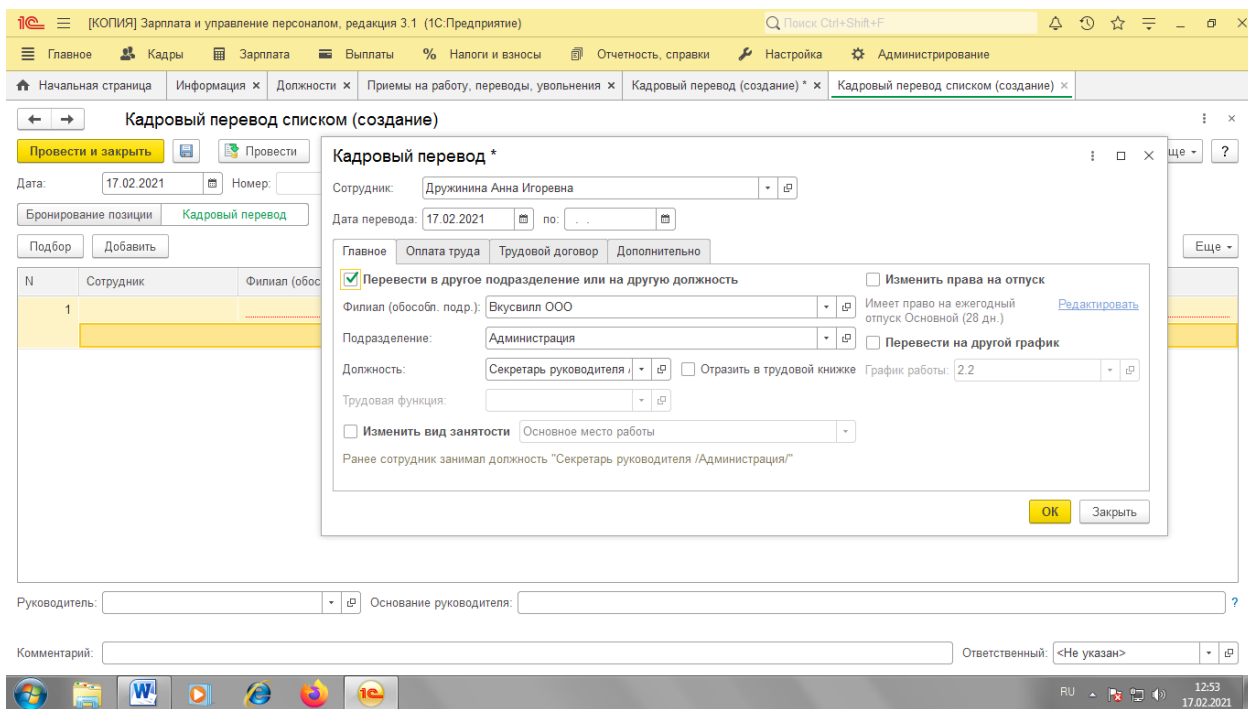 [КОПИЯ] Зарплата и управление персоналом, редакция 3.1 (1С:Предприятие) Поиск Ctrl+Shift+F
Главное Кадры Зарплата Выплаты % Налоги и взносы Отчетность, справки Настройка Администрирование
Начальная страница Информация × Должности × Приемы на работу, переводы, увольнения × Кадровый перевод (создание) * × Кадровый перевод списком (создание) ×
Кадровый перевод списком (создание)
Провести и закрыть Провести ще ?
Дата: 17.02.2021 Номер:
Бронирование позиции Кадровый перевод
Подбор Добавить Еще
N Сотрудник Филиал (обос
1
Кадровый перевод *
Сотрудник: Дружинина Анна Игоревна
Дата перевода: 17.02.2021 по: . .
Главное Оплата труда Трудовой договор Дополнительно
Перевести в другое подразделение или на другую должность Изменить права на отпуск
Филиал (обособл. подр.): Вкусвилл ООО Имеет право на ежегодный Редактировать
отпуск Основной (28 дн.)
Подразделение: Администрация Перевести на другой график
Должность: Секретарь руководителя / Отразить в трудовой книжке График работы: 2.2
Трудовая функция:
Изменить вид занятости Основное место работы
Ранее сотрудник занимал должность "Секретарь руководителя /Администрация/"
ОК Закрыть
Руководитель: Основание руководителя: ?
Комментарий: Ответственный: <Не указан>
RU 12:53
17.02.2021